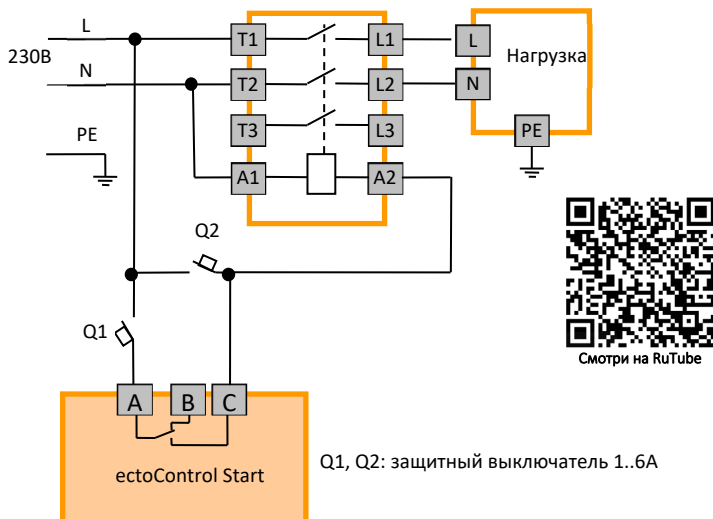 L
T1
L1
L
230В
Нагрузка
N
T2
L2
N
PE
T3
L3
PE
A1
A2
Q2
Q1
Смотри на RuTube
A
B
C
Q1, Q2: защитный выключатель 1..6А
ectoControl Start